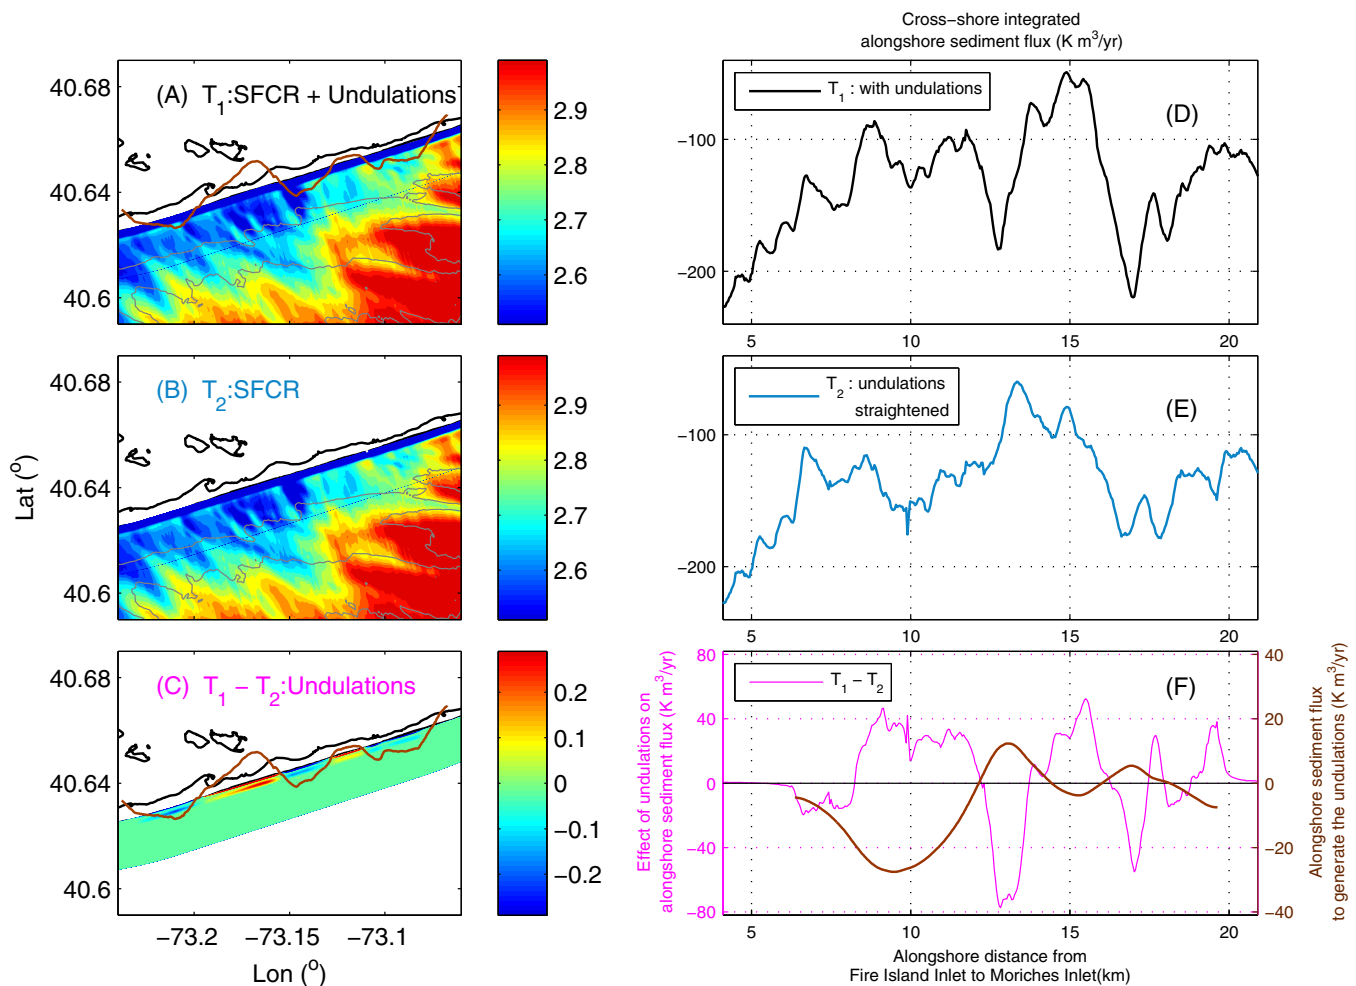 (A) T1:SFCR + Undulations
40.68
40.64
40.6
2.9
2.8
2.7
2.6
(B) T2:SFCR
40.68
40.64
40.6
2.9
2.8
2.7
2.6
Lat (o)
(C) T1 − T2:Undulations
40.68
40.64
40.6
0.2
0.1
0
−0.1
−0.2
−73.2 −73.15 −73.1
Lon (o)
Cross−shore integrated
alongshore sediment flux (K m3/yr)
T1 : with undulations
(D)
−100
−200
5 10 15 20
T2 : undulations
straightened
(E)
−100
−200
5 10 15 20
T1 − T2
(F)
80
40
0
−40
−80
Effect of undulations on
alongshore sediment flux (K m3/yr)
40
20
0
−20
−40
Alongshore sediment flux
to generate the undulations (K m3/yr)
5 10 15 20
Alongshore distance from
Fire Island Inlet to Moriches Inlet(km)